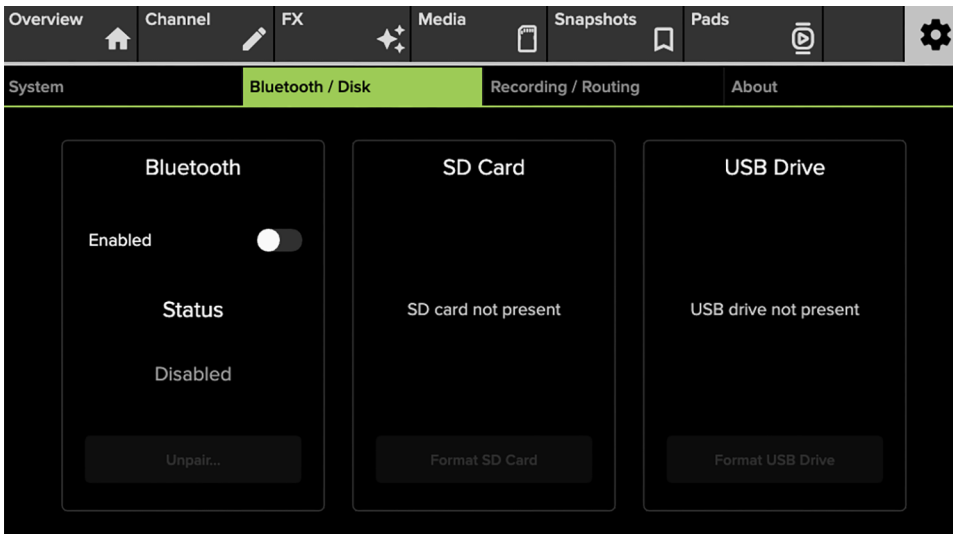 Overview Channel FX Media Snapshots Pads
System Bluetooth / Disk Recording / Routing About
Bluetooth
Enabled
Status
Disabled
Unpair...
SD Card
SD card not present
Format SD Card
USB Drive
USB drive not present
Format USB Drive